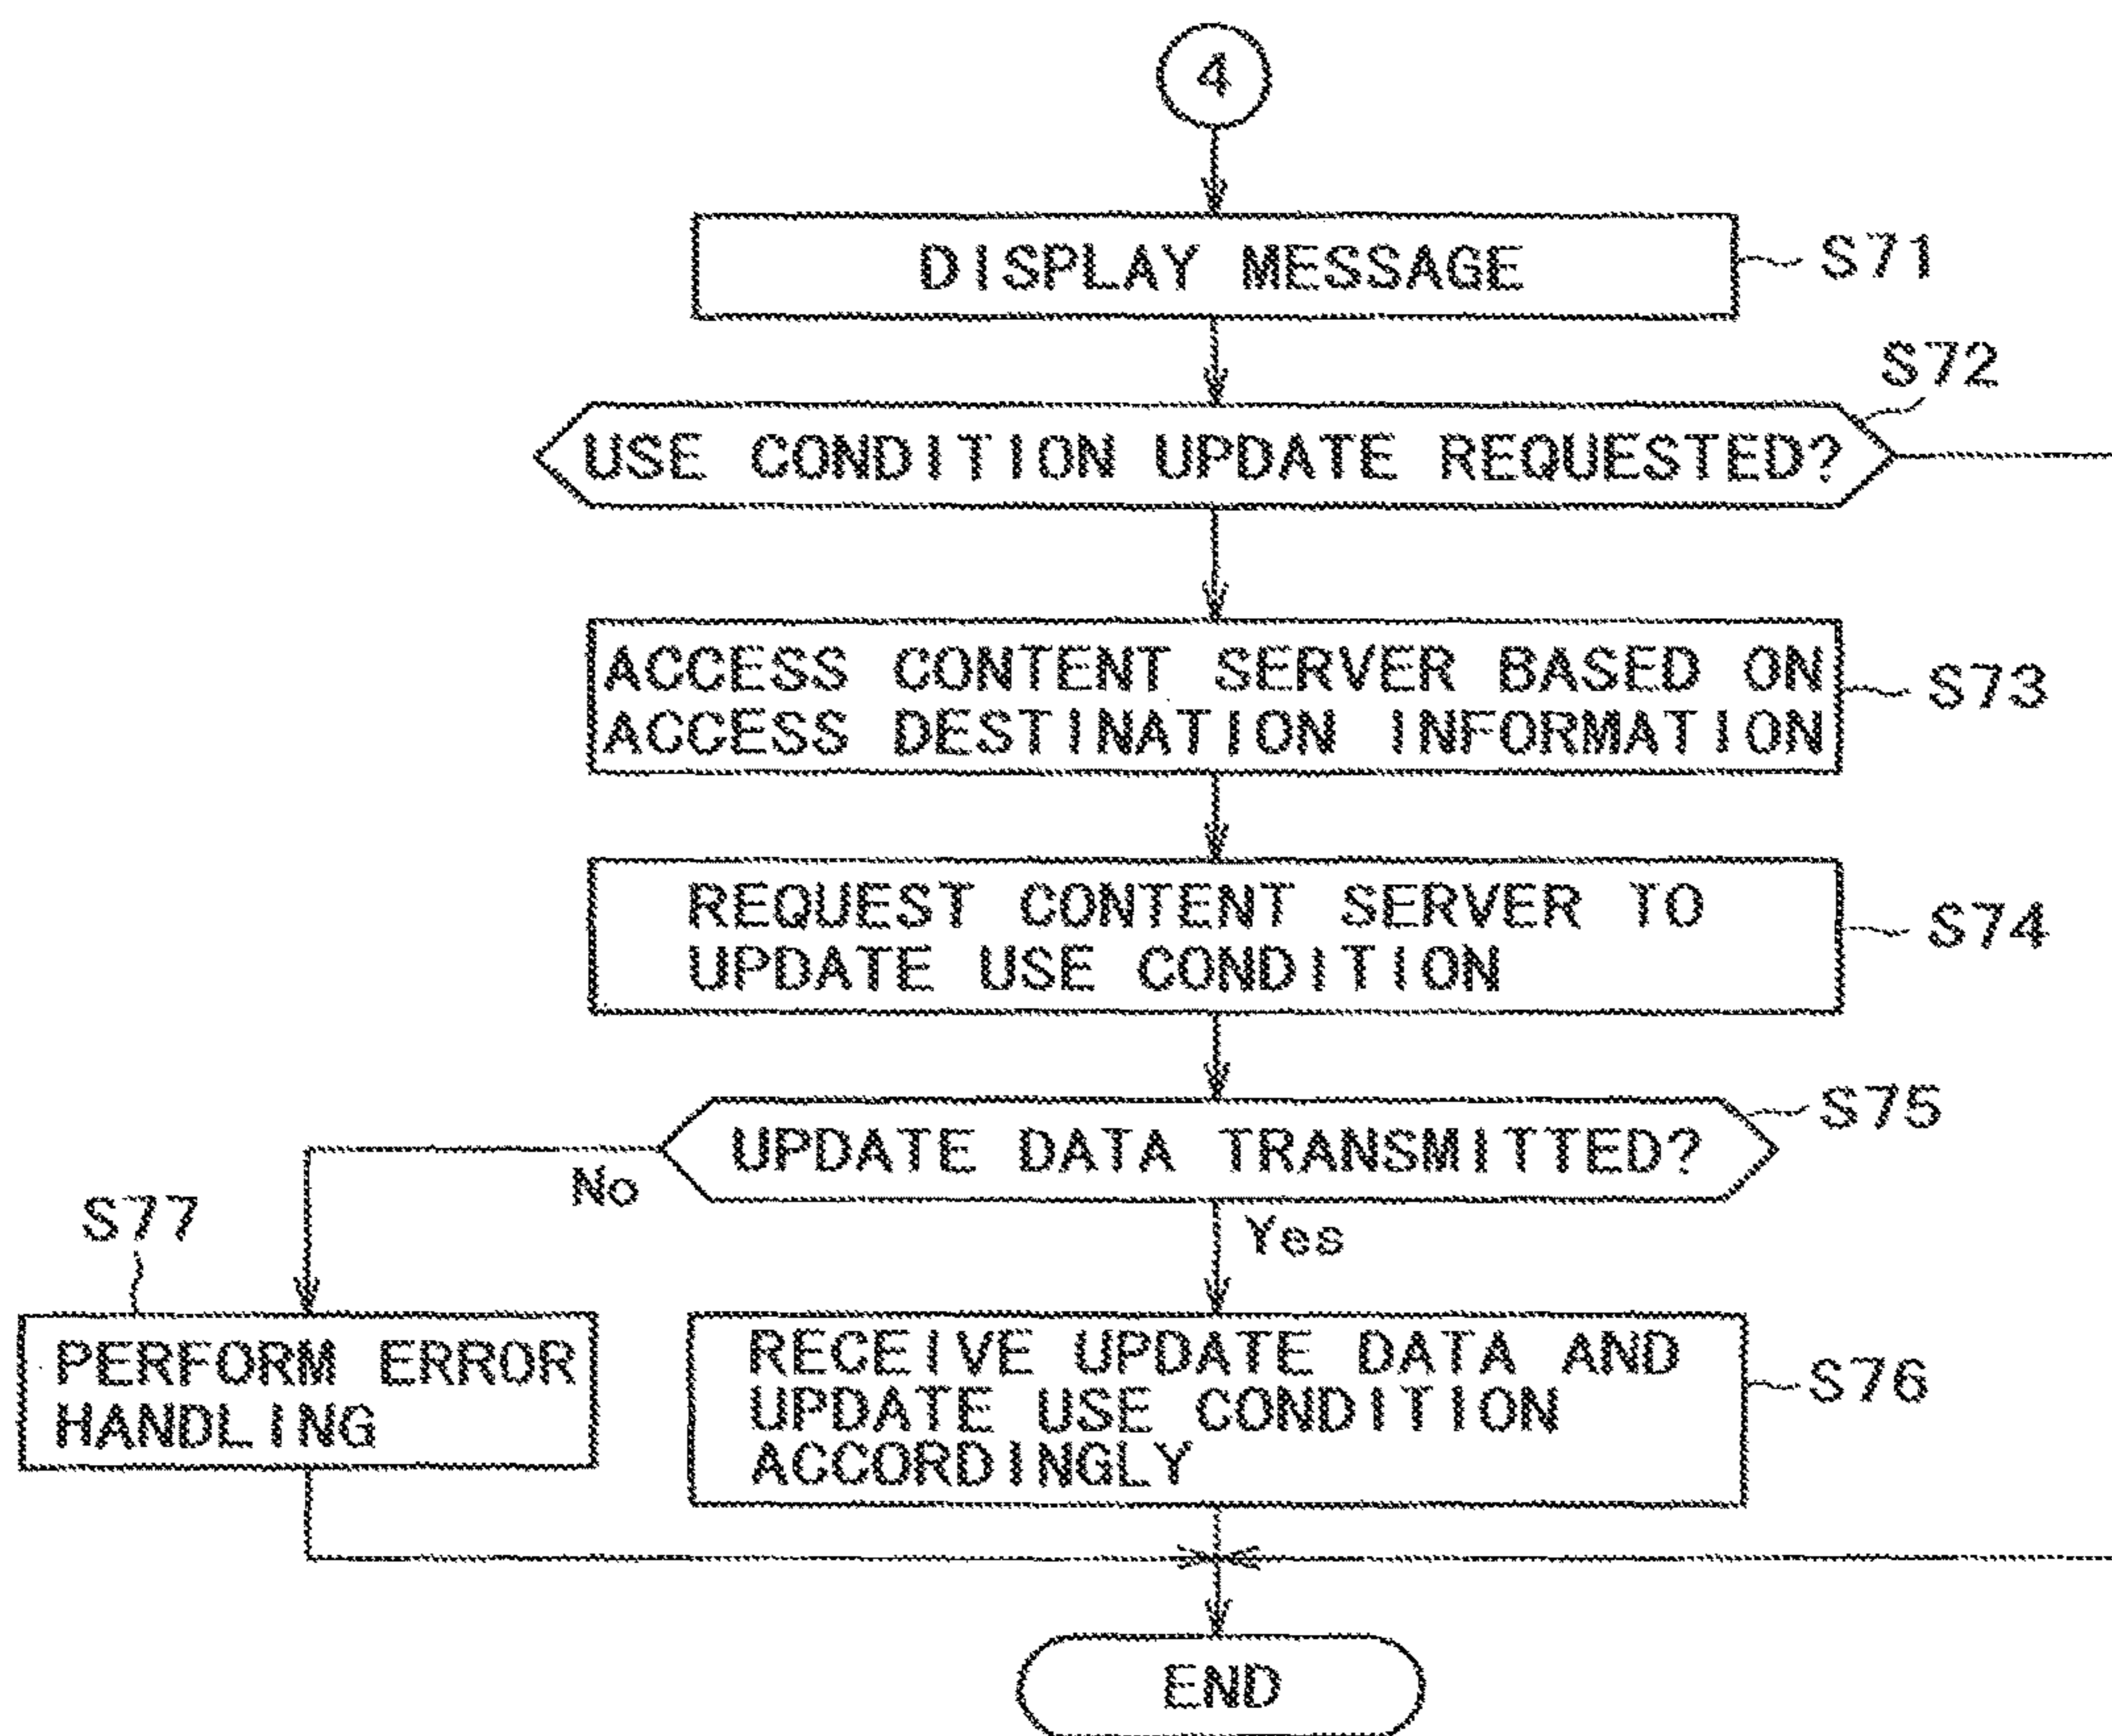 4
DISPLAY MESSAGE
S71
S72
USE CONDITION UPDATE REQUESTED?
ACCESS CONTENT SERVER BASED ON
ACCESS DESTINATION INFORMATION
S73
REQUEST CONTENT SERVER TO
UPDATE USE CONDITION
S74
S75
UPDATE DATA TRANSMITTED?
No
Yes
S77
PERFORM ERROR
HANDLING
RECEIVE UPDATE DATA AND
UPDATE USE CONDITION
ACCORDINGLY
S76
END